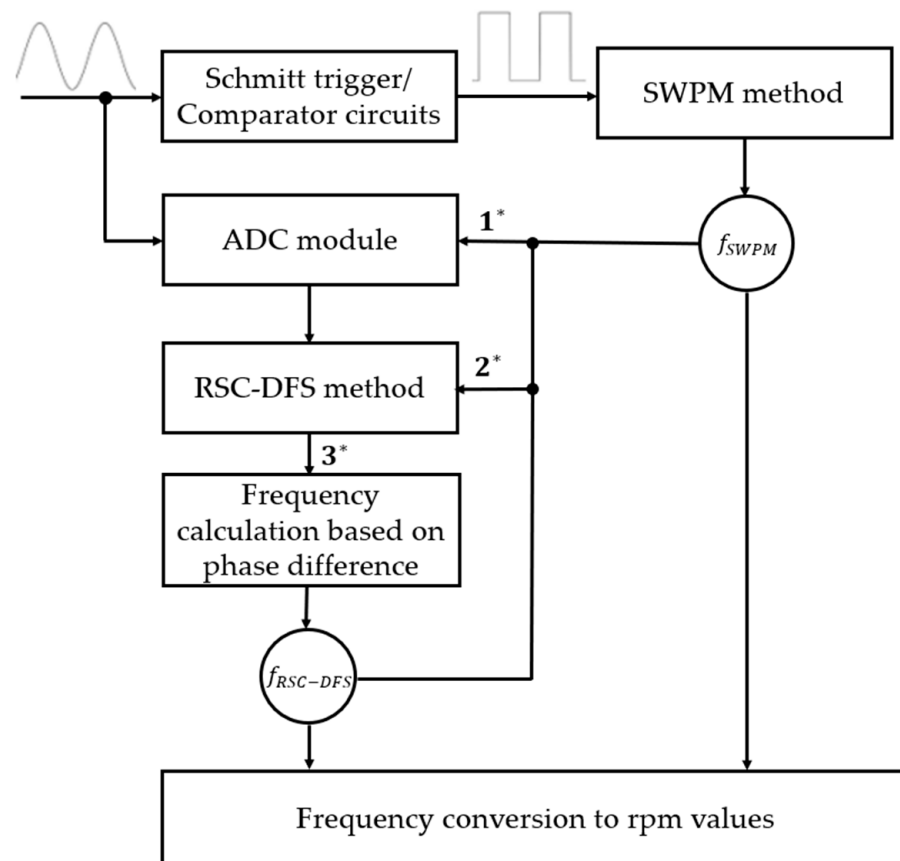 Schmitt trigger/
Comparator circuits
SWPM method
ADC module
1*
f_SWPM
RSC-DFS method
2*
3*
Frequency
calculation based on
phase difference
f_RSC−DFS
Frequency conversion to rpm values